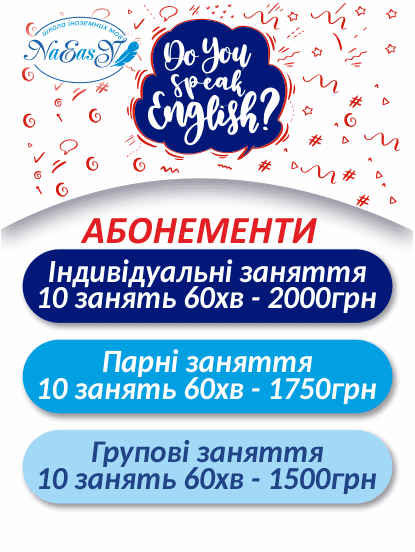 школа іноземних мов
NaEasY
Do You
Speak
English?
АБОНЕМЕНТИ
Індивідуальні заняття
10 занять 60хв - 2000грн
Парні заняття
10 занять 60хв - 1750грн
Групові заняття
10 занять 60хв - 1500грн